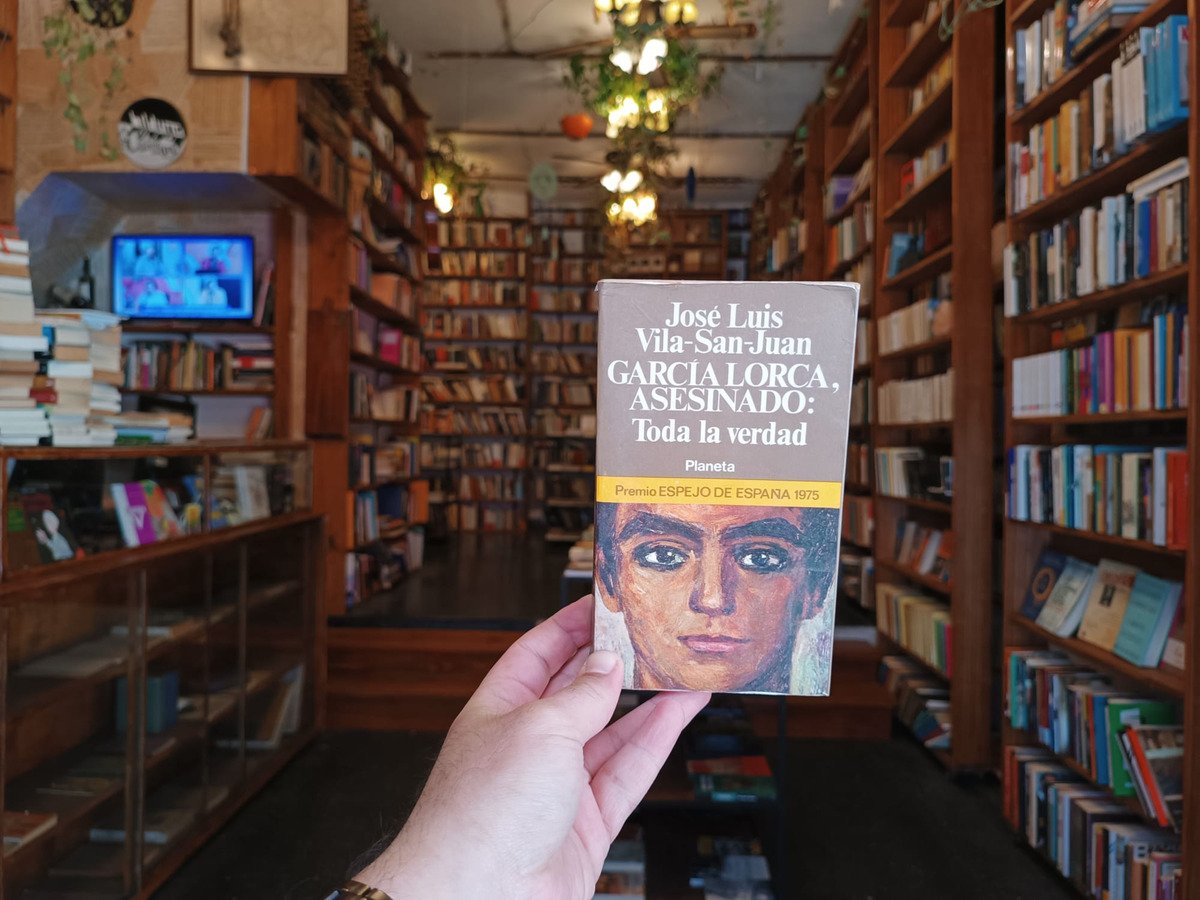 José Luis
Vila-San-Juan
GARCÍA LORCA,
ASESINADO:
Toda la verdad
Planeta
Premio ESPEJO DE ESPAÑA 1975